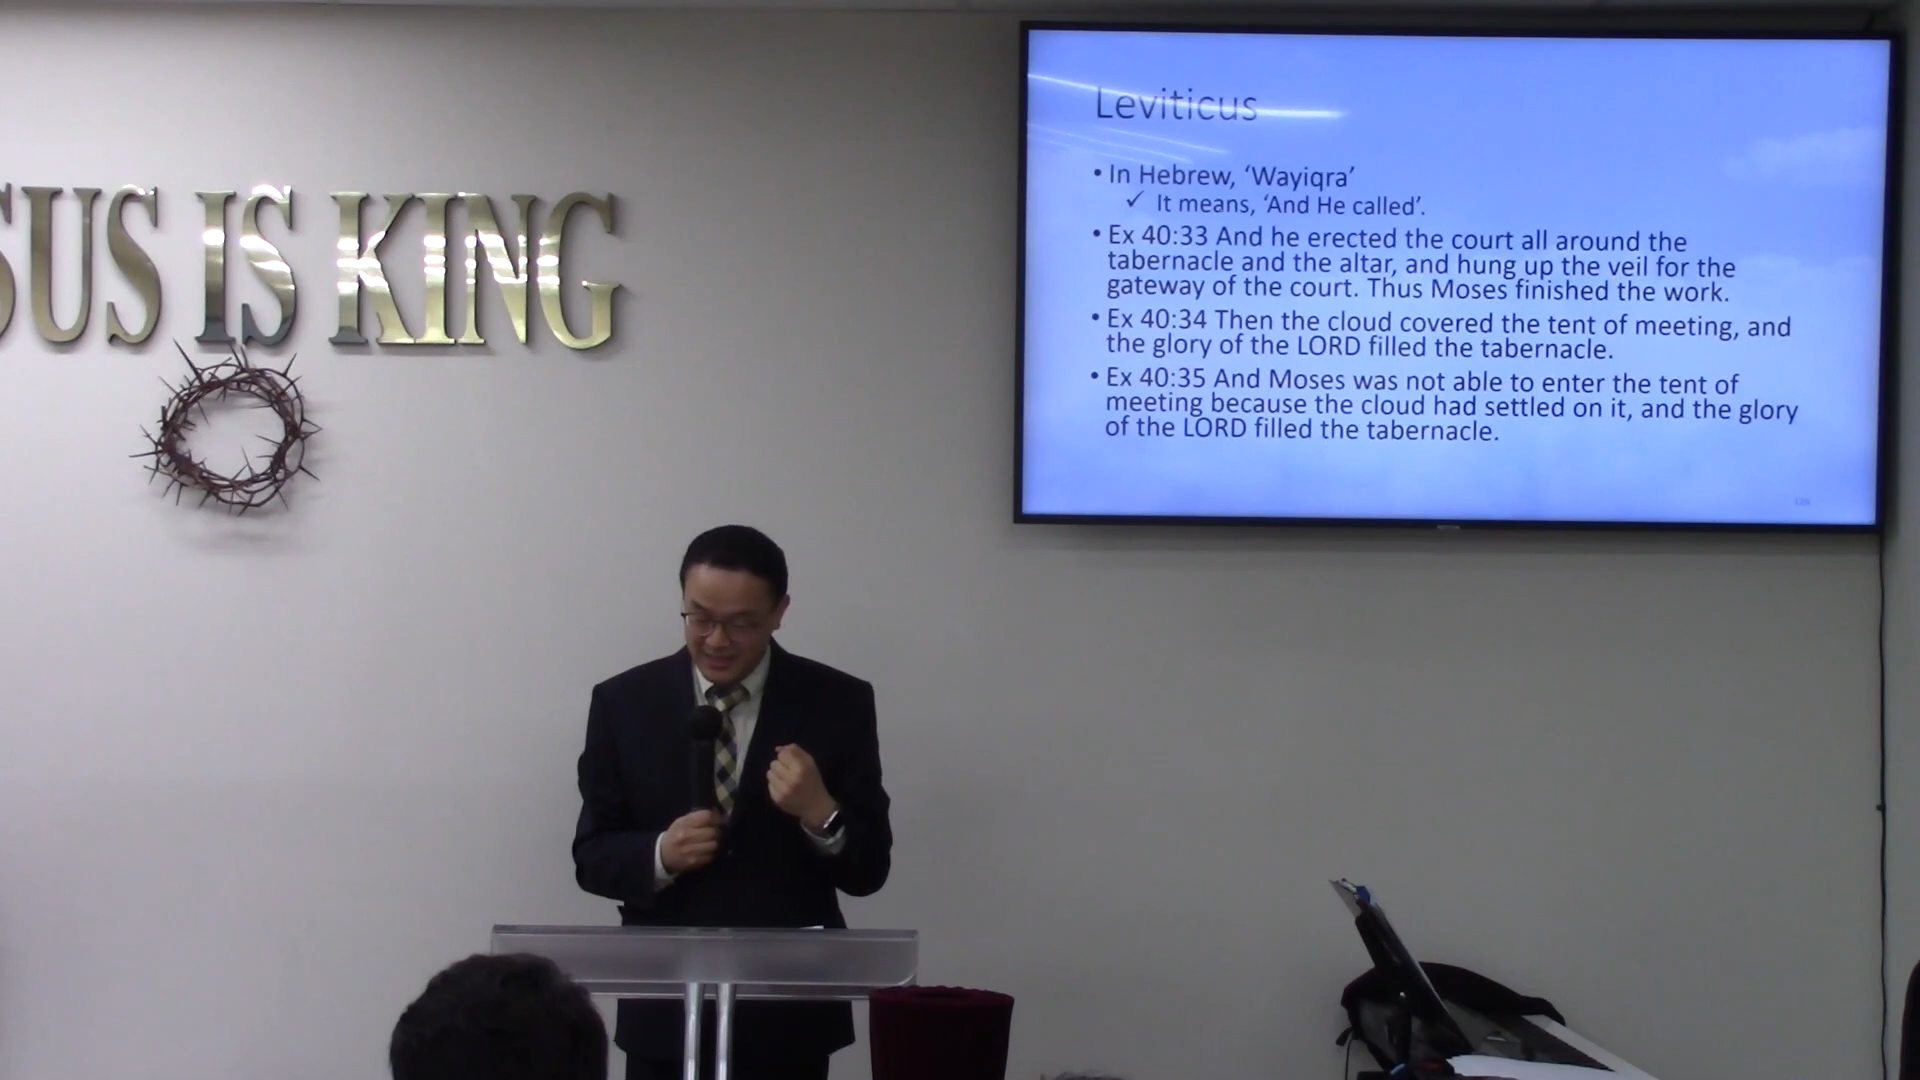 SUS IS KING
Leviticus
• In Hebrew, ‘Wayiqra’
✓ It means, ‘And He called’.
• Ex 40:33 And he erected the court all around the
tabernacle and the altar, and hung up the veil for the
gateway of the court. Thus Moses finished the work.
• Ex 40:34 Then the cloud covered the tent of meeting, and
the glory of the LORD filled the tabernacle.
• Ex 40:35 And Moses was not able to enter the tent of
meeting because the cloud had settled on it, and the glory
of the LORD filled the tabernacle.